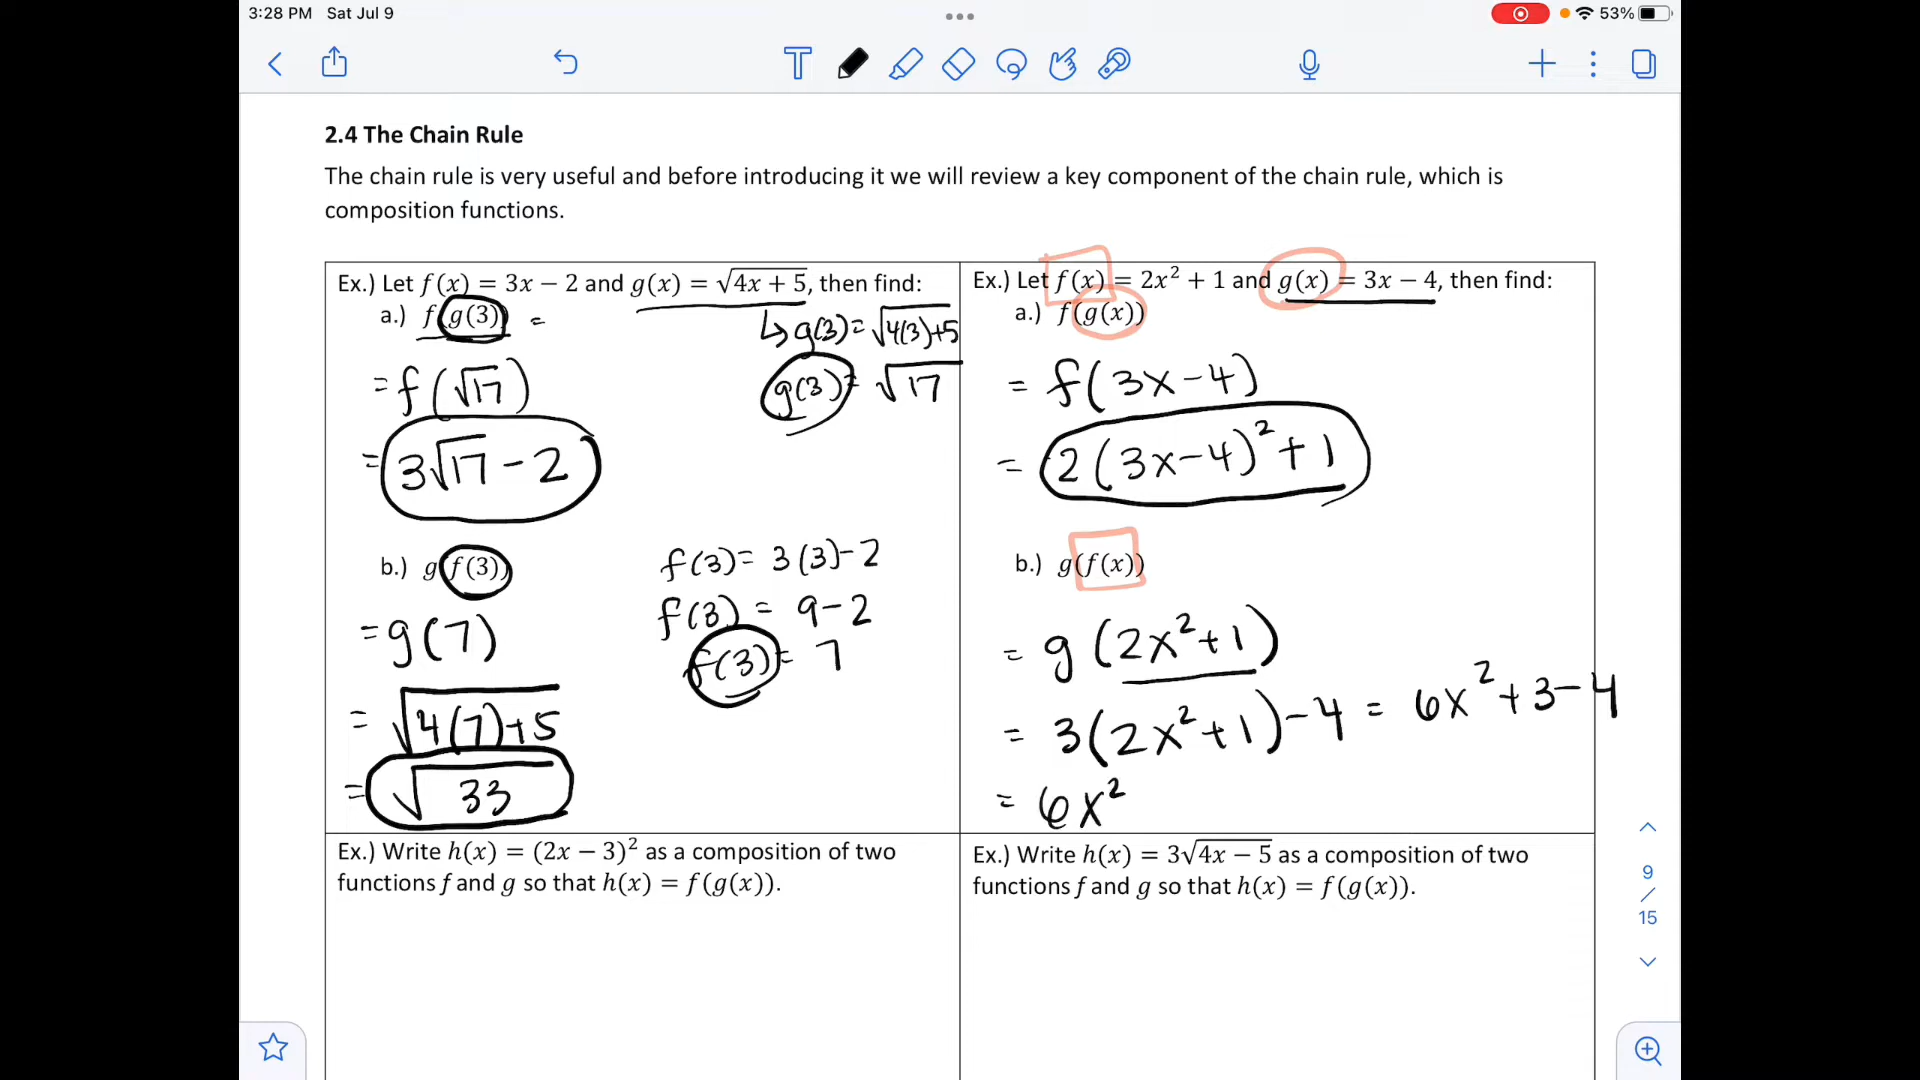 3:28 PM Sat Jul 9
53%
2.4 The Chain Rule
The chain rule is very useful and before introducing it we will review a key component of the chain rule, which is
composition functions.
Ex.) Let f(x) = 3x − 2 and g(x) = √(4x + 5), then find:
a.) f(g(3)) =
↳ g(3) = √(4(3)+5)
= f(√17)
g(3) = √17
= 3√17 − 2
b.) g(f(3))
f(3) = 3(3)−2
= g(7)
f(3) = 9−2
f(3) = 7
= √(4(7)+5)
= √33
Ex.) Let f(x) = 2x² + 1 and g(x) = 3x − 4, then find:
a.) f(g(x))
= f(3x−4)
= 2(3x−4)² + 1
b.) g(f(x))
= g(2x²+1)
= 3(2x²+1)−4 = 6x²+3−4
= 6x²
Ex.) Write h(x) = (2x − 3)² as a composition of two
functions f and g so that h(x) = f(g(x)).
Ex.) Write h(x) = 3√(4x − 5) as a composition of two
functions f and g so that h(x) = f(g(x)).
9
/
15